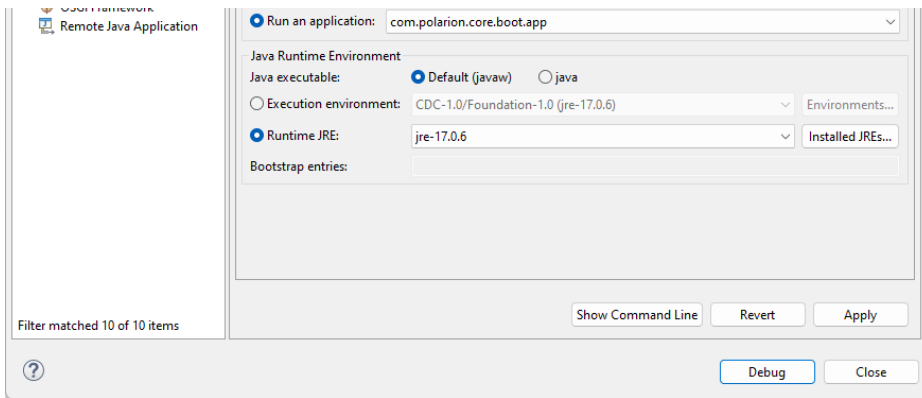 OSGi Framework
Remote Java Application
Run an application: com.polarion.core.boot.app
Java Runtime Environment
Java executable: Default (javaw) java
Execution environment: CDC-1.0/Foundation-1.0 (jre-17.0.6) Environments...
Runtime JRE: jre-17.0.6 Installed JREs...
Bootstrap entries:
Show Command Line Revert Apply
Filter matched 10 of 10 items
Debug Close